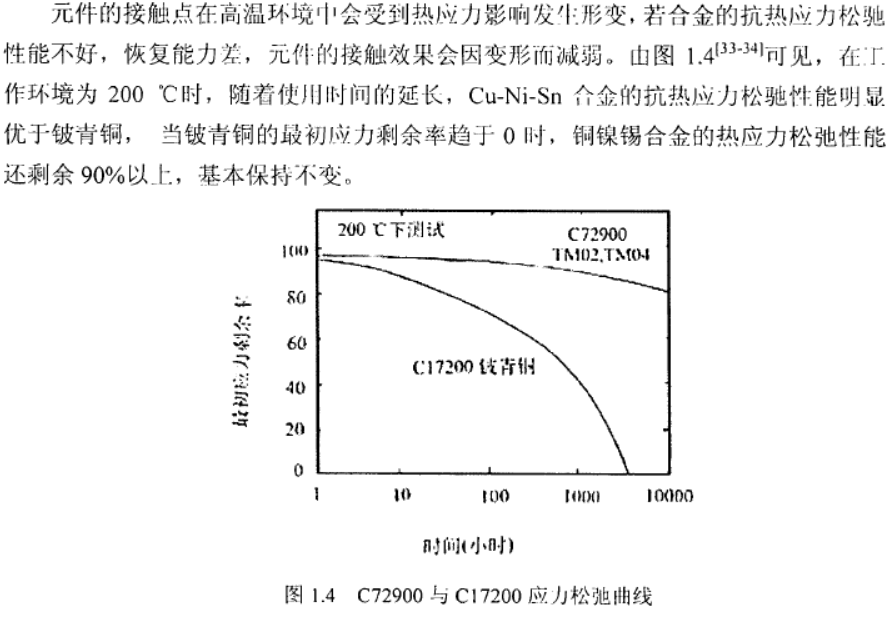 元件的接触点在高温环境中会受到热应力影响发生形变，若合金的抗热应力松驰
性能不好，恢复能力差，元件的接触效果会因变形而减弱。由图 1.4[33-34]可见，在工
作环境为 200 ℃时，随着使用时间的延长，Cu-Ni-Sn 合金的抗热应力松驰性能明显
优于铍青铜， 当铍青铜的最初应力剩余率趋于 0 时，铜镍锡合金的热应力松弛性能
还剩余 90%以上，基本保持不变。
200 ℃下测试
C72900
TM02,TM04
100
80
60
40
20
0
最初应力剩余率
C17200 铍青铜
1 10 100 1000 10000
时间(小时)
图 1.4 C72900 与 C17200 应力松弛曲线